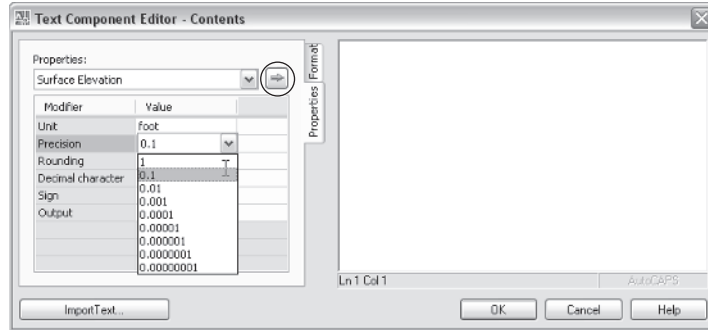 Text Component Editor - Contents
Properties:
Surface Elevation
Modifier Value
Unit foot
Precision 0.1
Rounding 1
Decimal character 0.1
0.01
Sign 0.001
Output 0.0001
0.00001
0.000001
0.0000001
0.00000001
Format
Properties
Ln 1 Col 1
AutoCAPS
ImportText...
OK Cancel Help